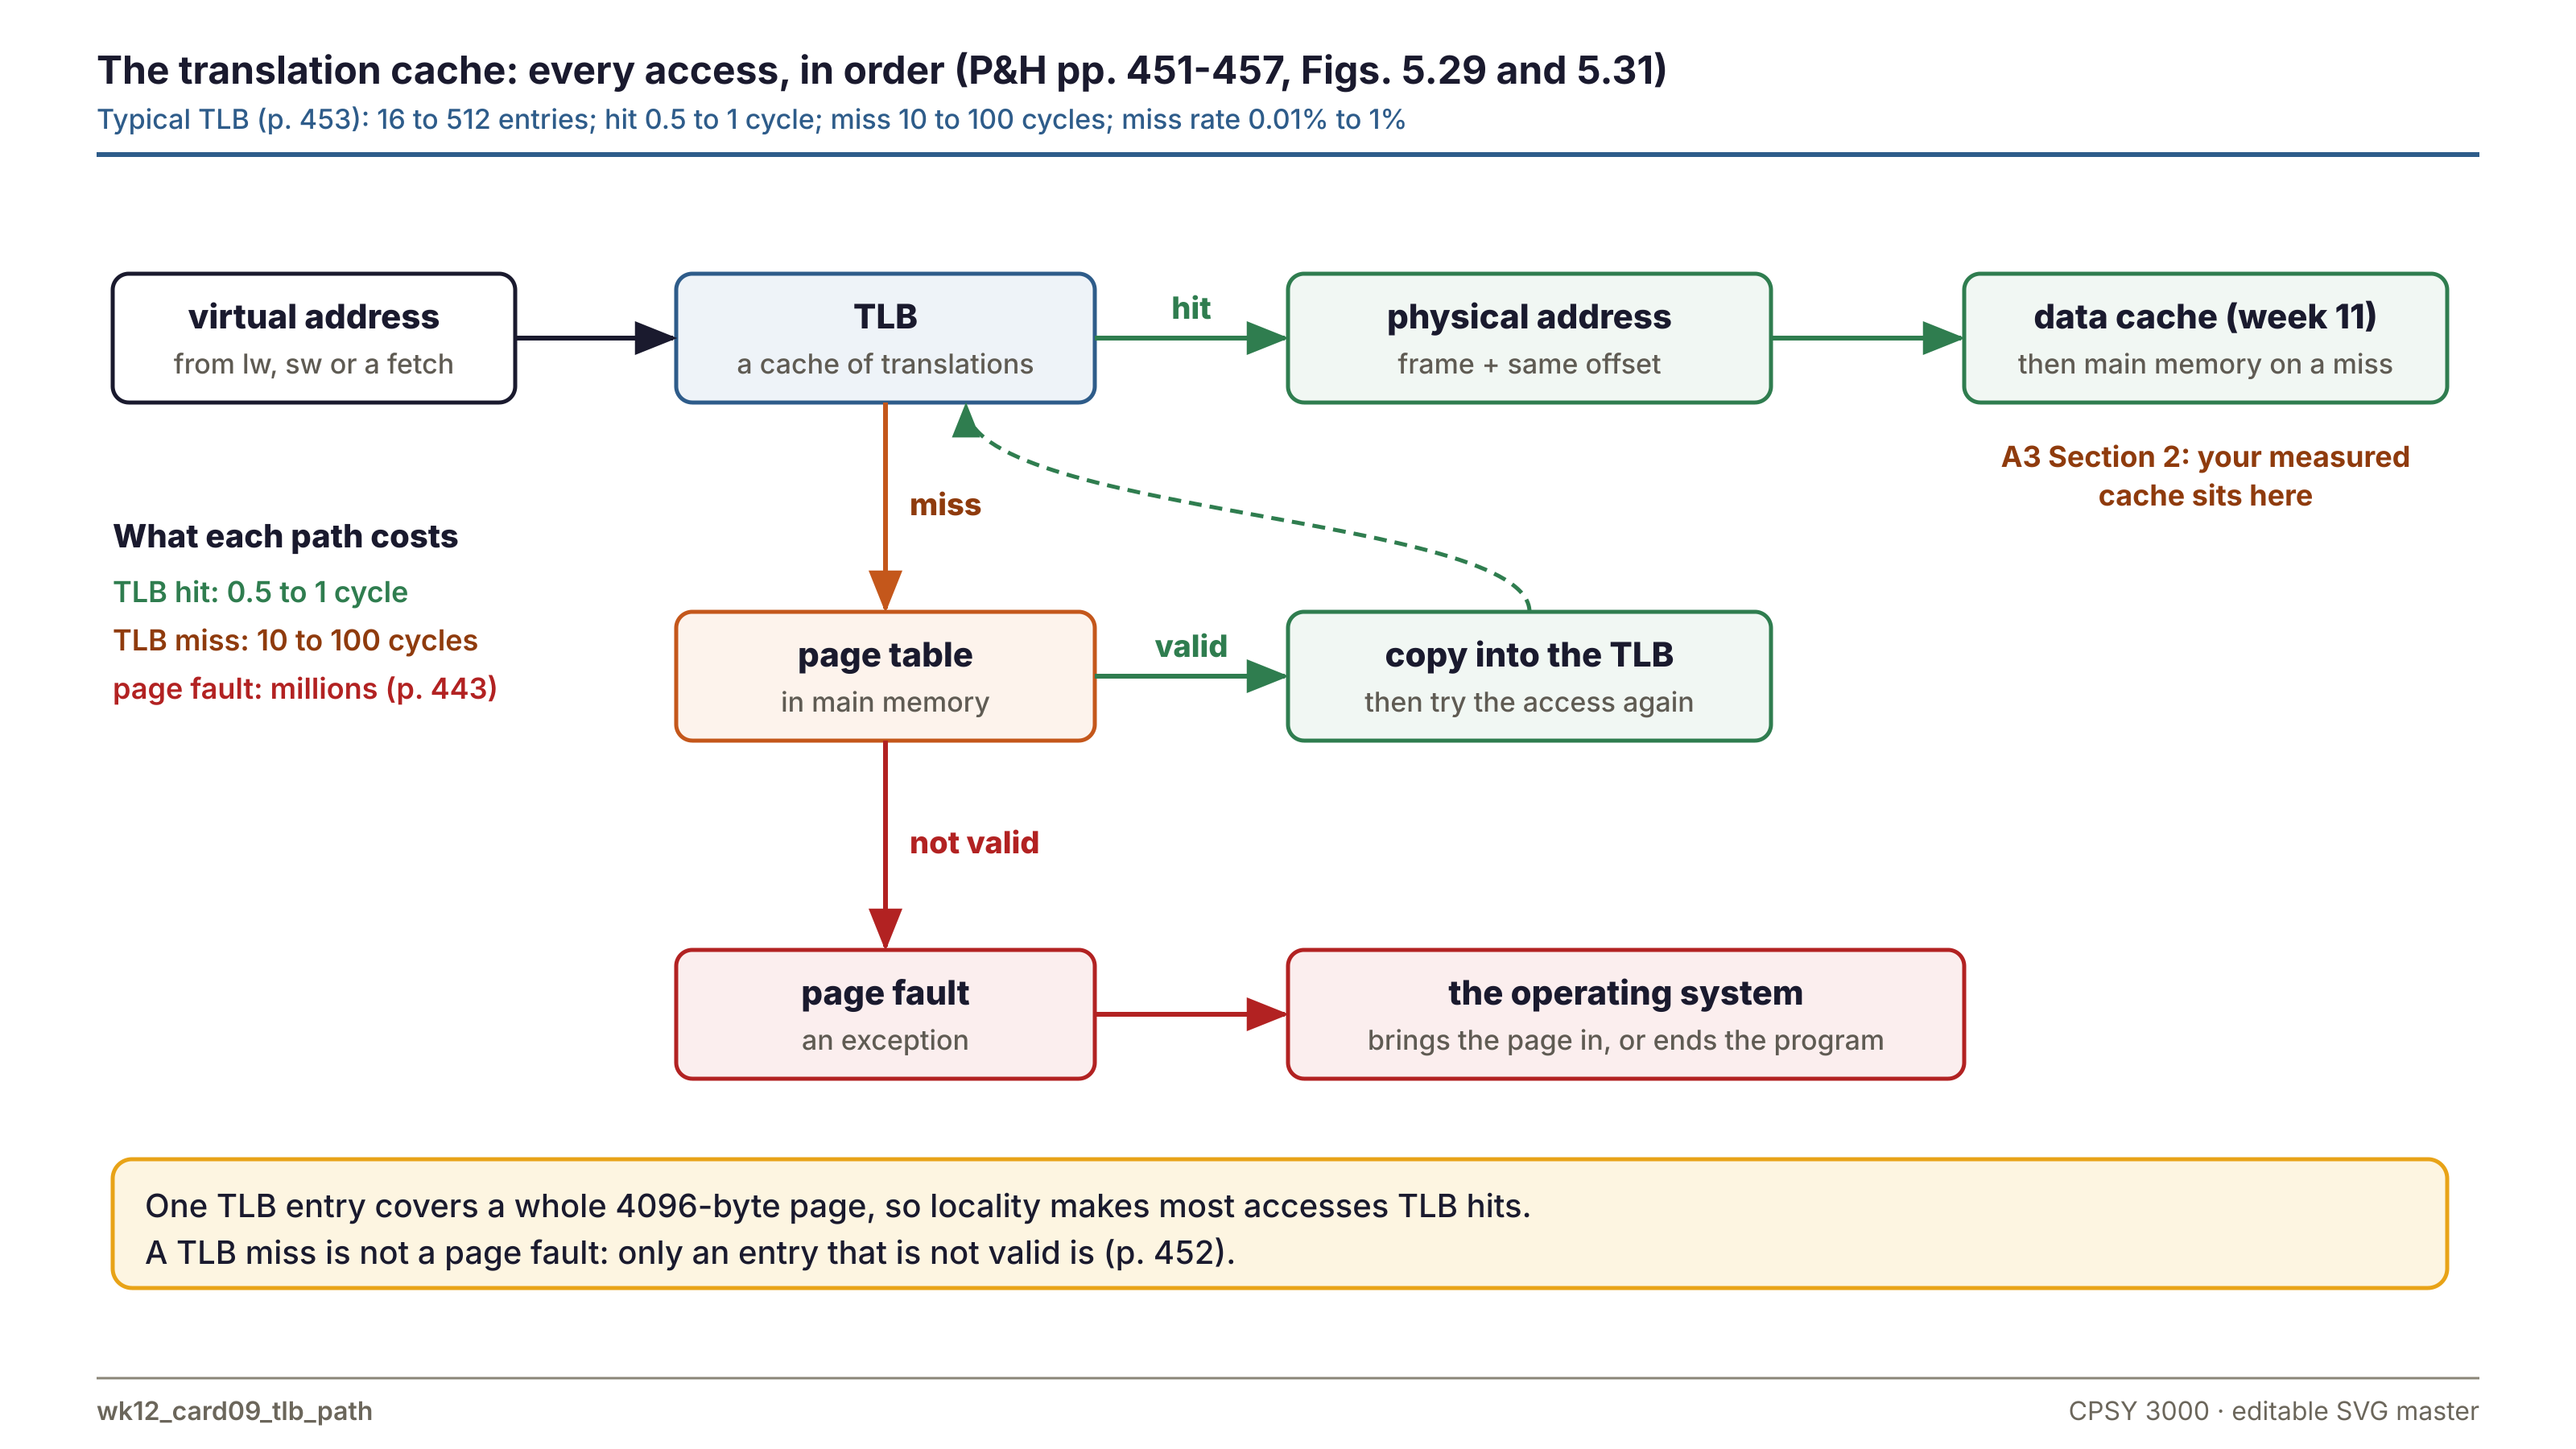 The translation cache: every access, in order (P&H pp. 451-457, Figs. 5.29 and 5.31)
Typical TLB (p. 453): 16 to 512 entries; hit 0.5 to 1 cycle; miss 10 to 100 cycles; miss rate 0.01% to 1%
virtual address
from lw, sw or a fetch
TLB
a cache of translations
hit
physical address
frame + same offset
data cache (week 11)
then main memory on a miss
A3 Section 2: your measured
cache sits here
miss
What each path costs
TLB hit: 0.5 to 1 cycle
TLB miss: 10 to 100 cycles
page fault: millions (p. 443)
page table
in main memory
valid
copy into the TLB
then try the access again
not valid
page fault
an exception
the operating system
brings the page in, or ends the program
One TLB entry covers a whole 4096-byte page, so locality makes most accesses TLB hits.
A TLB miss is not a page fault: only an entry that is not valid is (p. 452).
wk12_card09_tlb_path
CPSY 3000 · editable SVG master